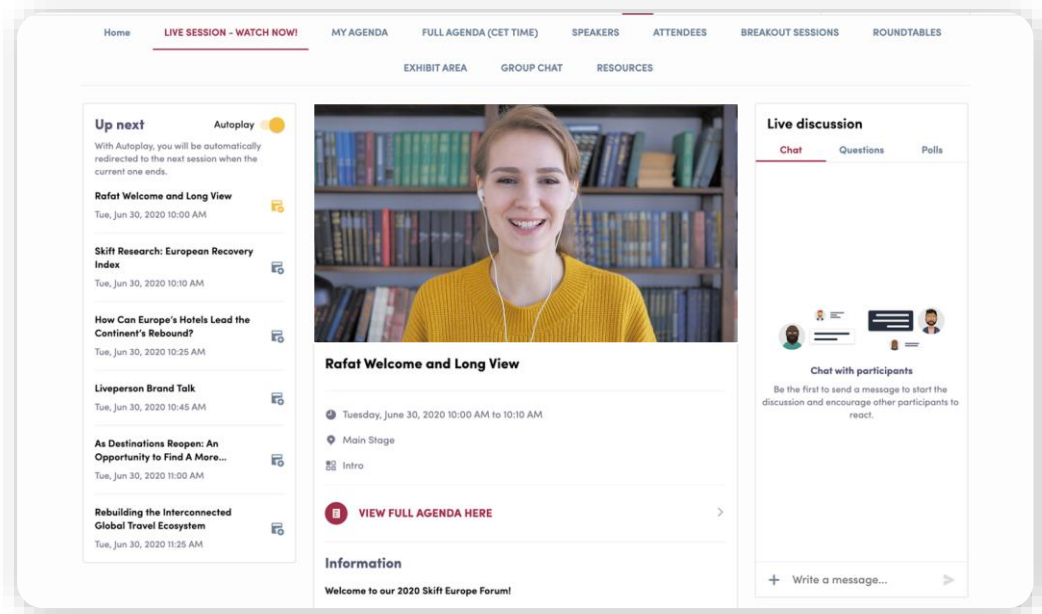 Home
LIVE SESSION - WATCH NOW!
MY AGENDA
FULL AGENDA (CET TIME)
SPEAKERS
ATTENDEES
BREAKOUT SESSIONS
ROUNDTABLES
EXHIBIT AREA
GROUP CHAT
RESOURCES
Up next
Autoplay
With Autoplay, you will be automatically
redirected to the next session when the
current one ends.
Rafat Welcome and Long View
Tue, Jun 30, 2020 10:00 AM
Skift Research: European Recovery
Index
Tue, Jun 30, 2020 10:10 AM
How Can Europe's Hotels Lead the
Continent's Rebound?
Tue, Jun 30, 2020 10:25 AM
Liveperson Brand Talk
Tue, Jun 30, 2020 10:45 AM
As Destinations Reopen: An
Opportunity to Find A More...
Tue, Jun 30, 2020 11:00 AM
Rebuilding the Interconnected
Global Travel Ecosystem
Tue, Jun 30, 2020 11:25 AM
Rafat Welcome and Long View
Tuesday, June 30, 2020 10:00 AM to 10:10 AM
Main Stage
Intro
VIEW FULL AGENDA HERE
Information
Welcome to our 2020 Skift Europe Forum!
Live discussion
Chat
Questions
Polls
Chat with participants
Be the first to send a message to start the
discussion and encourage other participants to
react.
Write a message...